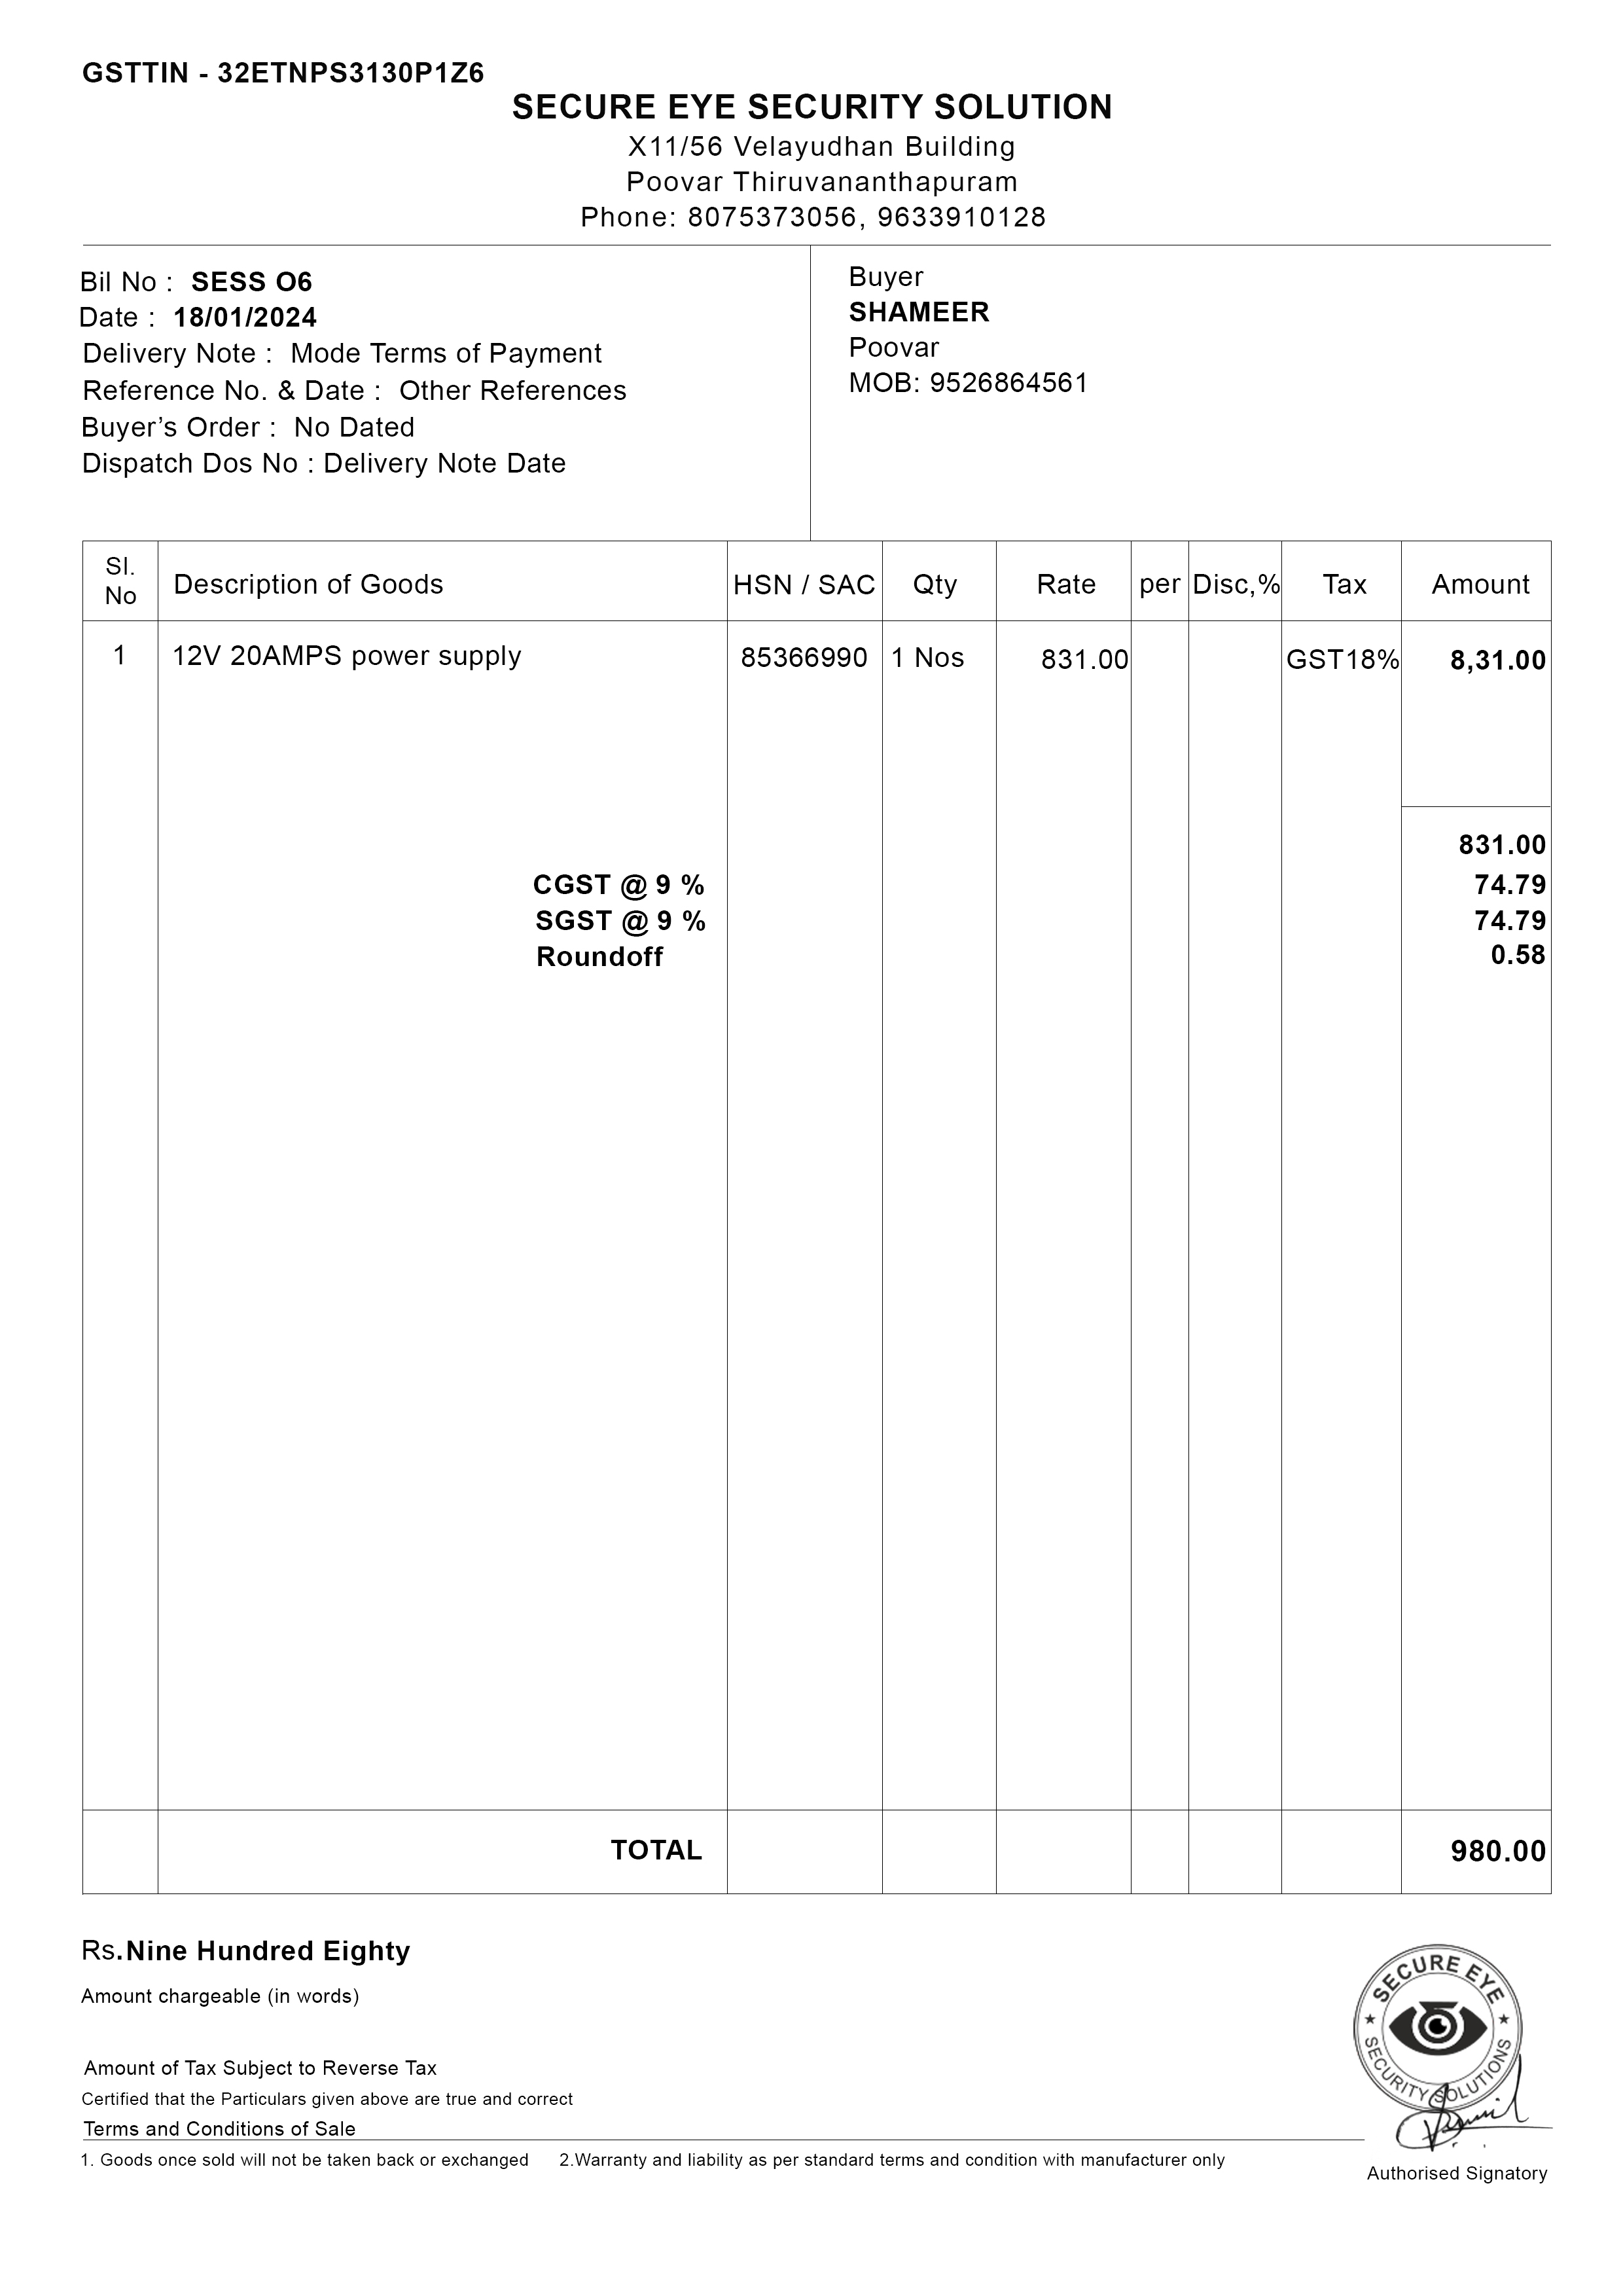 GSTTIN - 32ETNPS3130P1Z6
SECURE EYE SECURITY SOLUTION
X11/56 Velayudhan Building
Poovar Thiruvananthapuram
Phone: 8075373056, 9633910128
Bil No : SESS O6
Date : 18/01/2024
Delivery Note : Mode Terms of Payment
Reference No. & Date : Other References
Buyer’s Order : No Dated
Dispatch Dos No : Delivery Note Date
Buyer
SHAMEER
Poovar
MOB: 9526864561
Sl. No Description of Goods HSN / SAC Qty Rate per Disc,% Tax Amount
1 12V 20AMPS power supply 85366990 1 Nos 831.00 GST18% 8,31.00
831.00
CGST @ 9 % 74.79
SGST @ 9 % 74.79
Roundoff 0.58
TOTAL 980.00
Rs.Nine Hundred Eighty
Amount chargeable (in words)
Amount of Tax Subject to Reverse Tax
Certified that the Particulars given above are true and correct
Terms and Conditions of Sale
1. Goods once sold will not be taken back or exchanged 2.Warranty and liability as per standard terms and condition with manufacturer only
SECURE EYE
SECURITY SOLUTIONS
Authorised Signatory